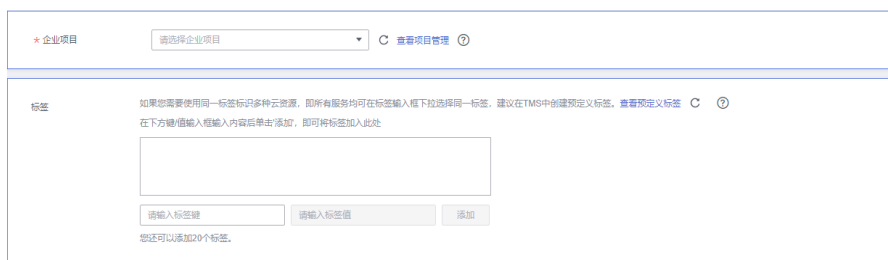 * 企业项目 请选择企业项目 查看项目管理 ?
标签 如果您需要使用同一标签标识多种云资源，即所有服务均可在标签输入框下拉选择同一标签，建议在TMS中创建预定义标签。查看预定义标签 ?
在下方键/值输入框输入内容后单击'添加'，即可将标签加入此处
请输入标签键 请输入标签值 添加
您还可以添加20个标签。